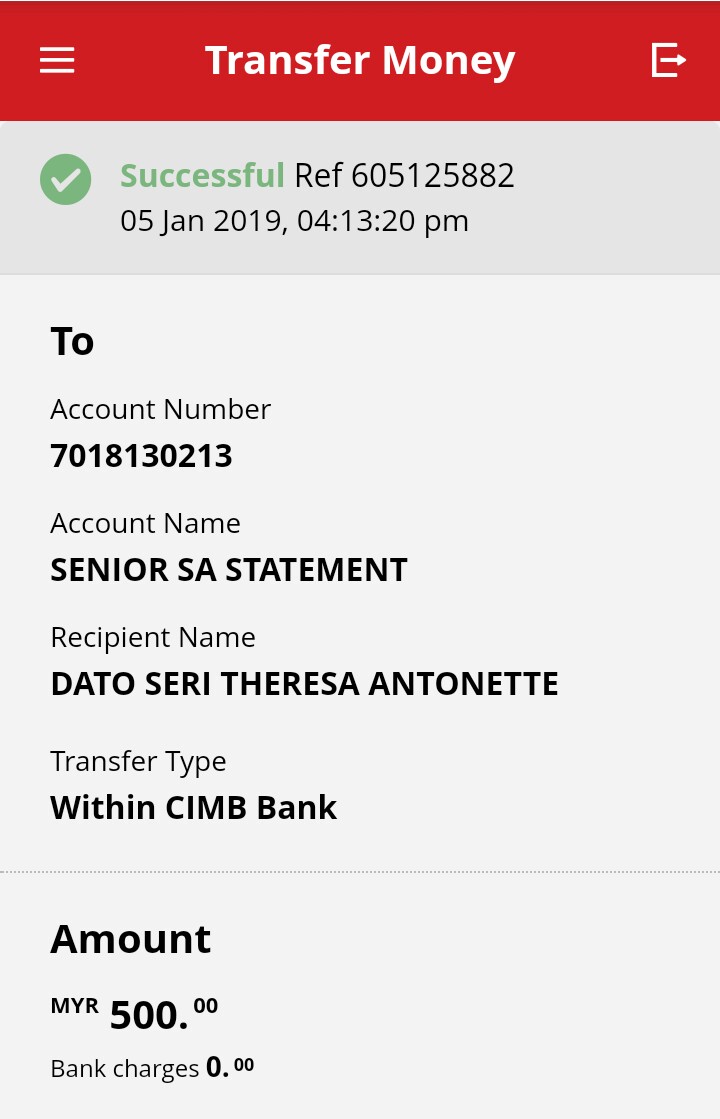 Transfer Money
Successful Ref 605125882
05 Jan 2019, 04:13:20 pm
To
Account Number
7018130213
Account Name
SENIOR SA STATEMENT
Recipient Name
DATO SERI THERESA ANTONETTE
Transfer Type
Within CIMB Bank
Amount
MYR 500.00
Bank charges 0.00